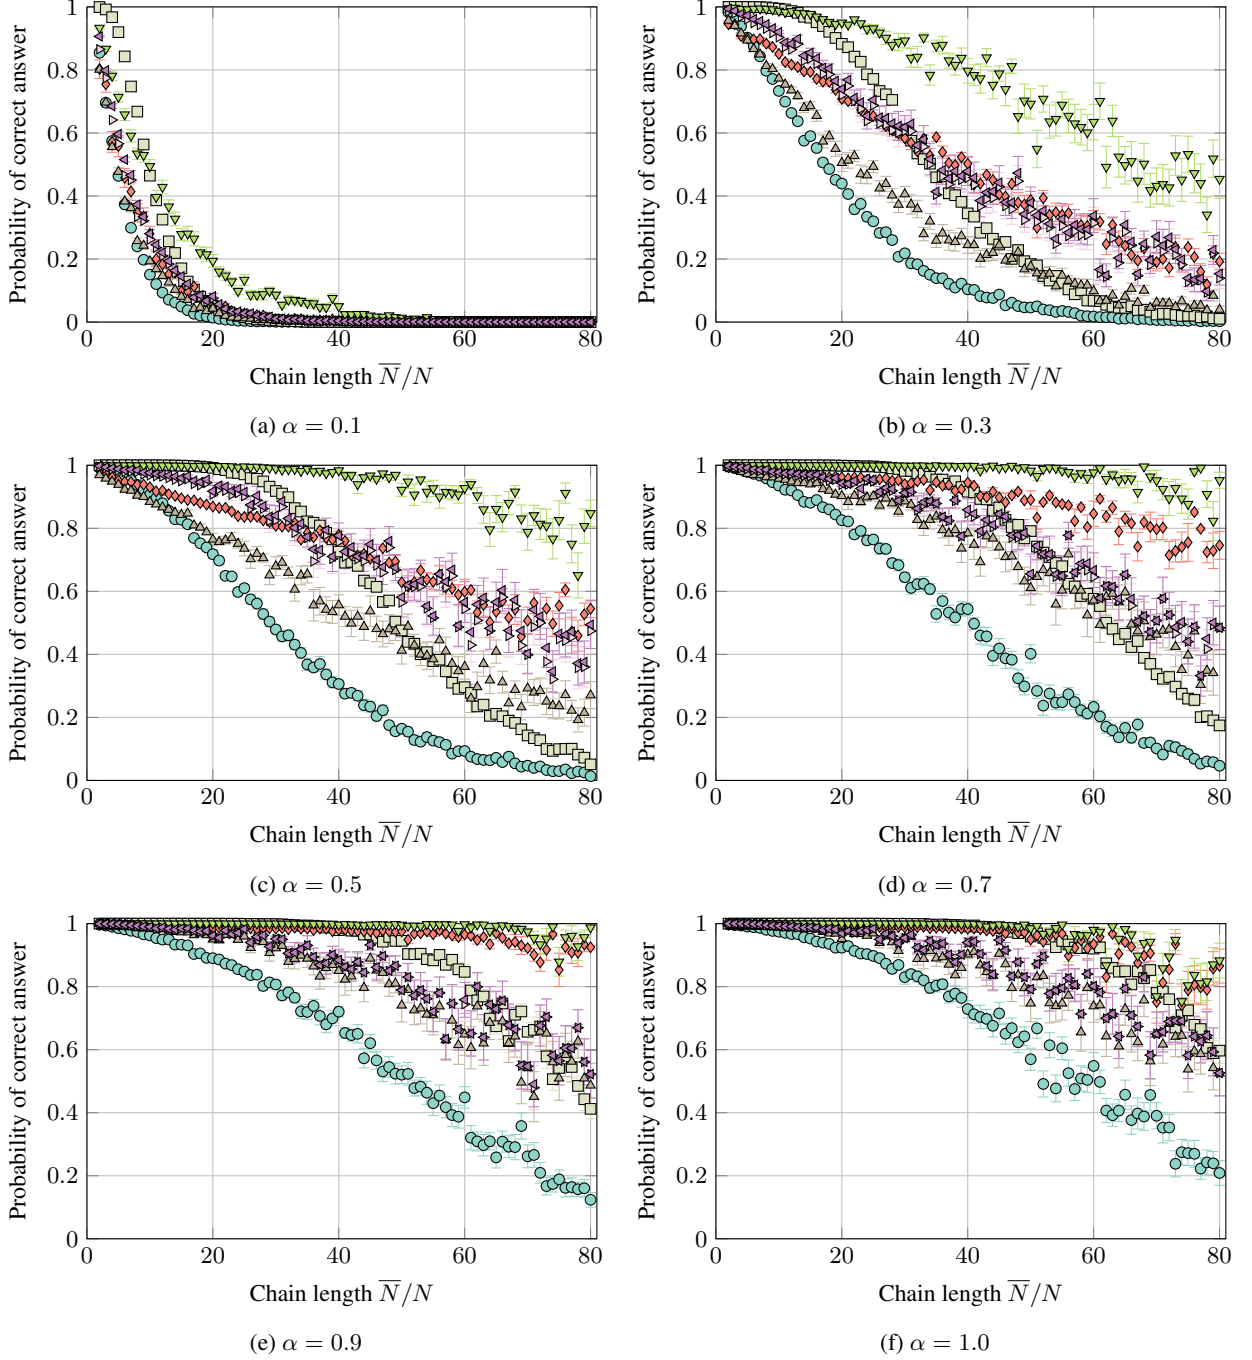 1
0.8
0.6
0.4
0.2
0
0 20 40 60 80
Probability of correct answer
Chain length N̅/N
(a) α = 0.1
1
0.8
0.6
0.4
0.2
0
0 20 40 60 80
Probability of correct answer
Chain length N̅/N
(b) α = 0.3
1
0.8
0.6
0.4
0.2
0
0 20 40 60 80
Probability of correct answer
Chain length N̅/N
(c) α = 0.5
1
0.8
0.6
0.4
0.2
0
0 20 40 60 80
Probability of correct answer
Chain length N̅/N
(d) α = 0.7
1
0.8
0.6
0.4
0.2
0
0 20 40 60 80
Probability of correct answer
Chain length N̅/N
(e) α = 0.9
1
0.8
0.6
0.4
0.2
0
0 20 40 60 80
Probability of correct answer
Chain length N̅/N
(f) α = 1.0